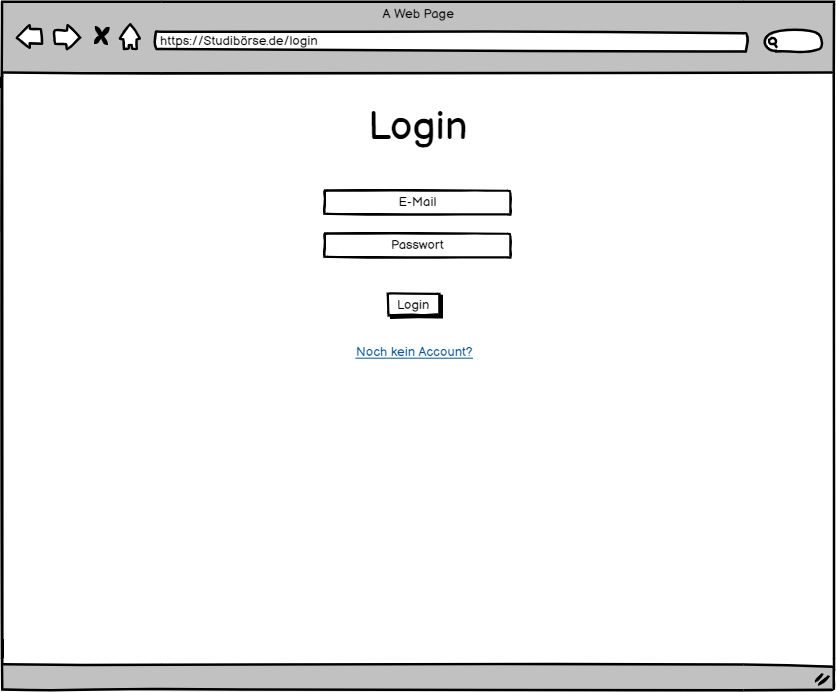 A Web Page
https://Studibörse.de/login
Login
E-Mail
Passwort
Login
Noch kein Account?